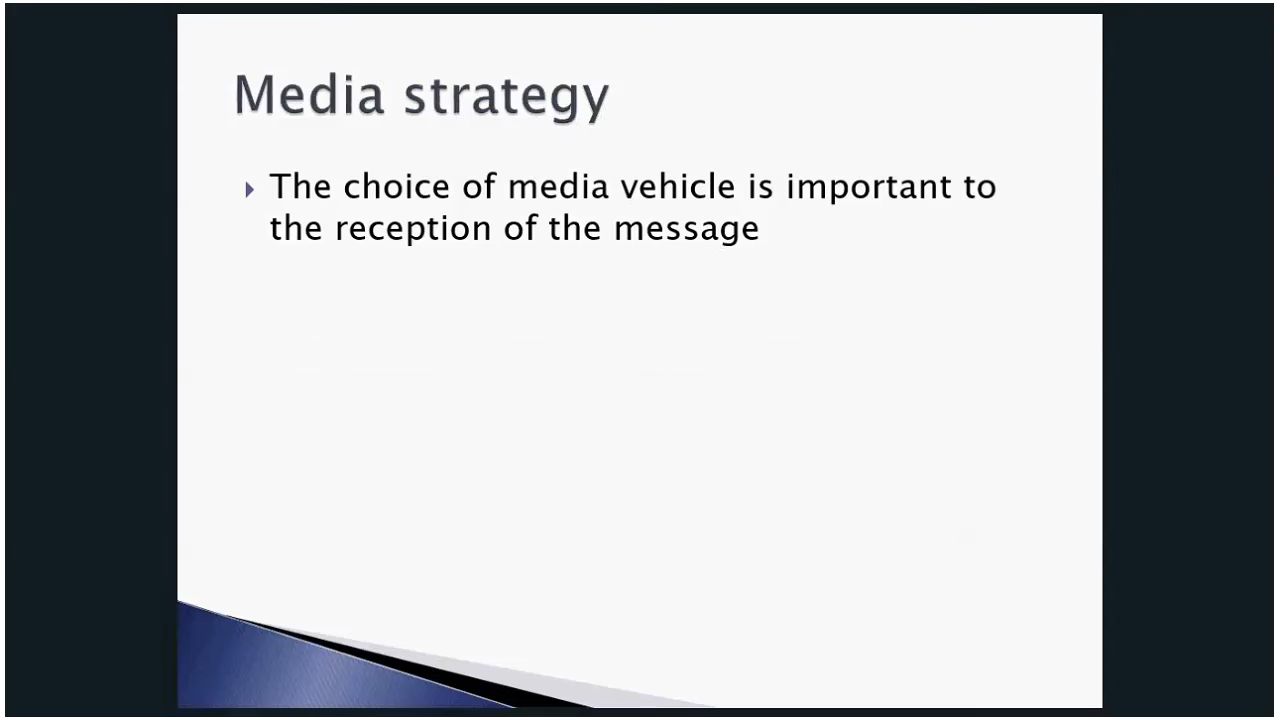 Media strategy
The choice of media vehicle is important to
the reception of the message